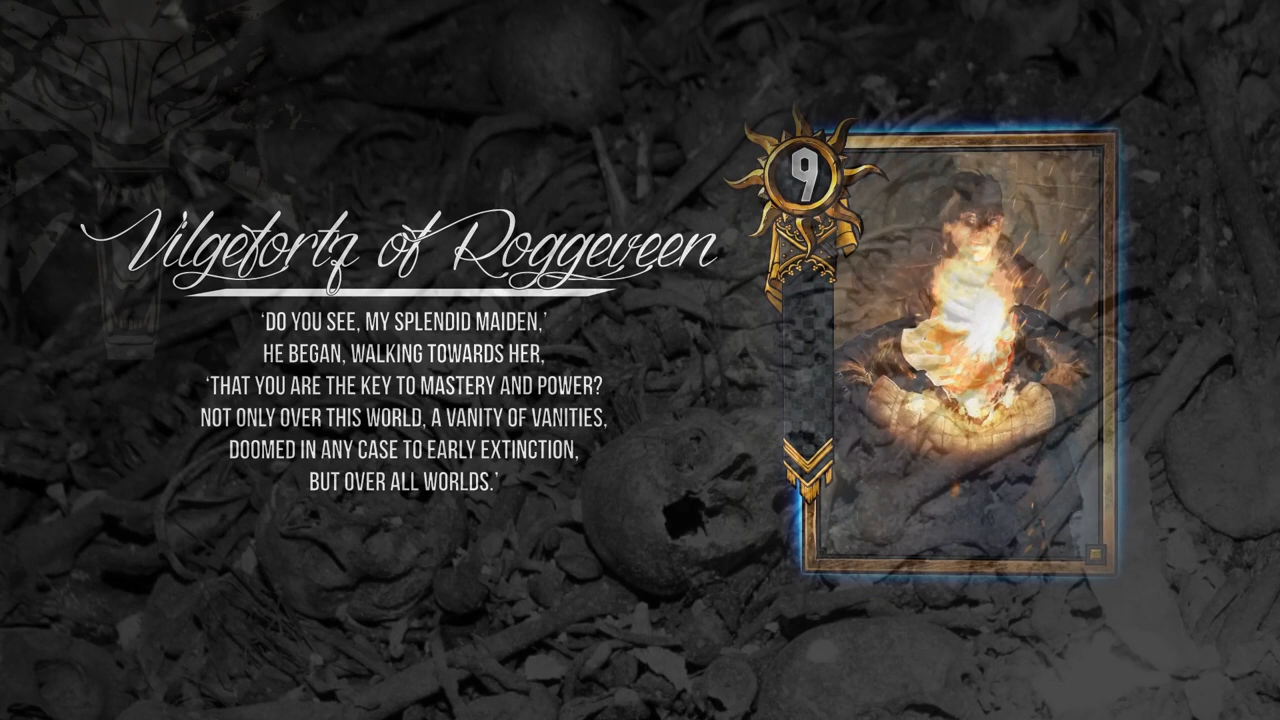 Vilgefortz of Roggeveen
‘DO YOU SEE, MY SPLENDID MAIDEN,’
HE BEGAN, WALKING TOWARDS HER,
‘THAT YOU ARE THE KEY TO MASTERY AND POWER?
NOT ONLY OVER THIS WORLD, A VANITY OF VANITIES,
DOOMED IN ANY CASE TO EARLY EXTINCTION,
BUT OVER ALL WORLDS.’
9